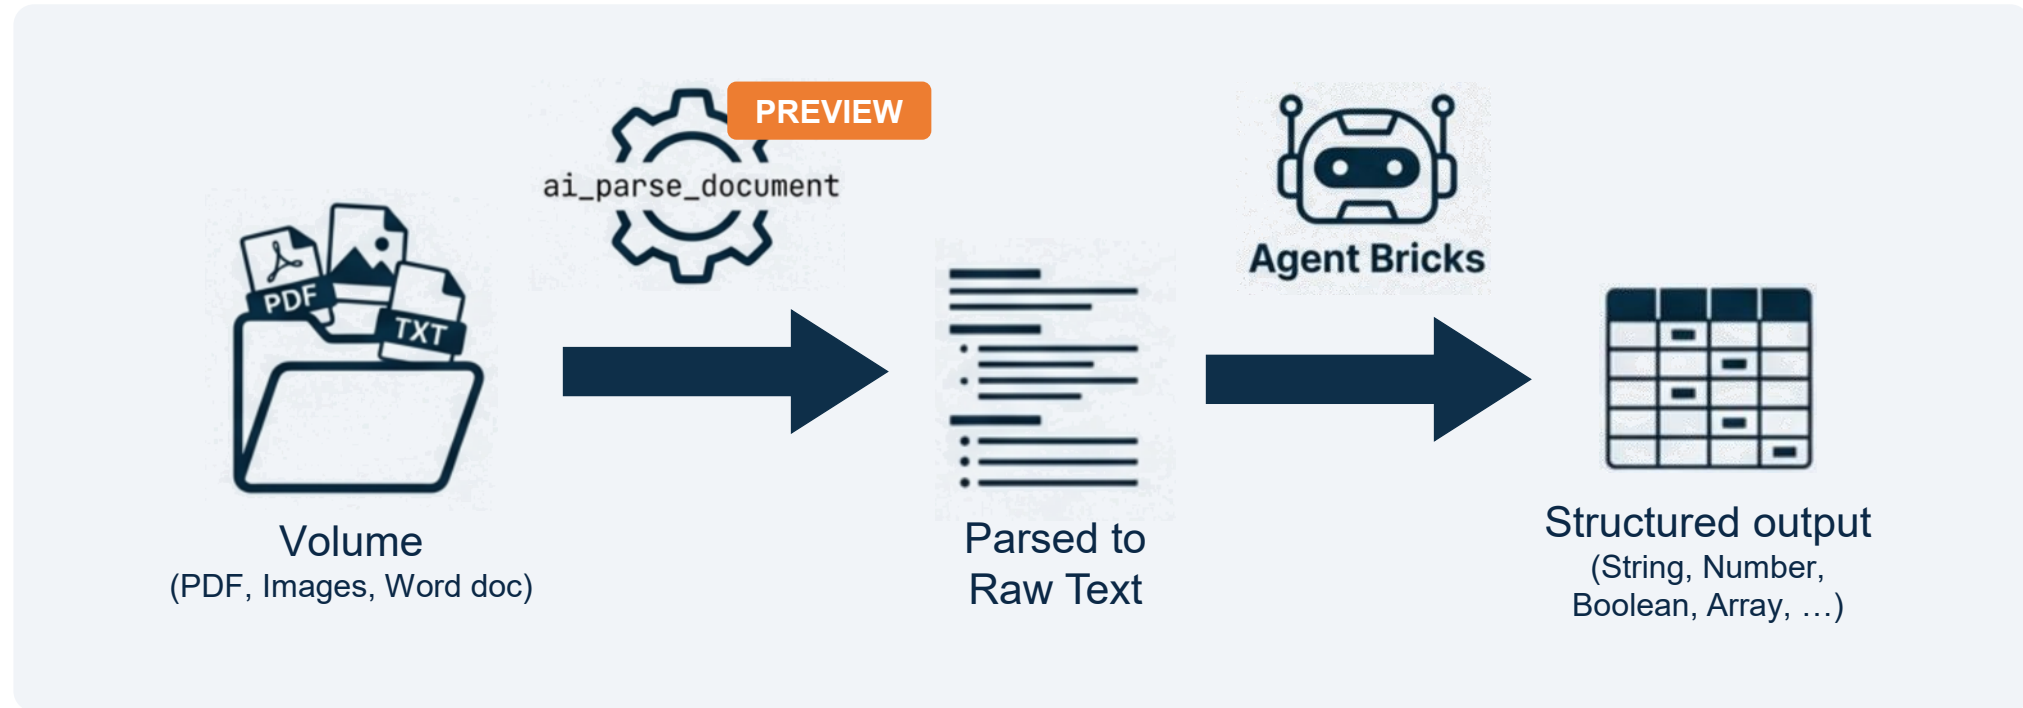 PREVIEW
ai_parse_document
Agent Bricks
PDF
TXT
Volume
(PDF, Images, Word doc)
Parsed to
Raw Text
Structured output
(String, Number,
Boolean, Array, …)